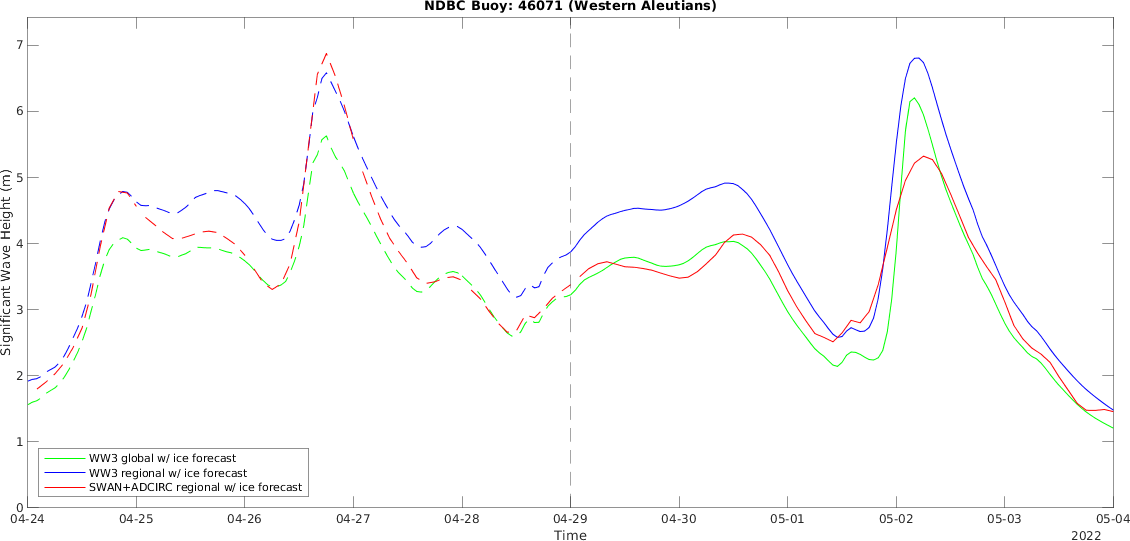 NDBC Buoy: 46071 (Western Aleutians)
Significant Wave Height (m)
7
6
5
4
3
2
1
0
WW3 global w/ ice forecast
WW3 regional w/ ice forecast
SWAN+ADCIRC regional w/ ice forecast
04-24 04-25 04-26 04-27 04-28 04-29 04-30 05-01 05-02 05-03 05-04
Time
2022